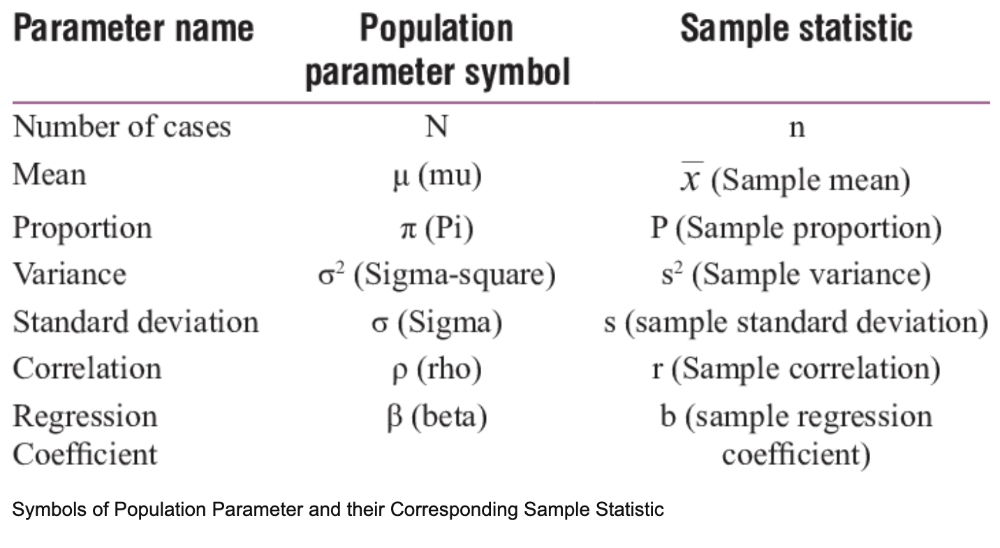 Parameter name Population parameter symbol Sample statistic
Number of cases N n
Mean μ (mu) x̅ (Sample mean)
Proportion π (Pi) P (Sample proportion)
Variance σ² (Sigma-square) s² (Sample variance)
Standard deviation σ (Sigma) s (sample standard deviation)
Correlation ρ (rho) r (Sample correlation)
Regression Coefficient β (beta) b (sample regression coefficient)
Symbols of Population Parameter and their Corresponding Sample Statistic